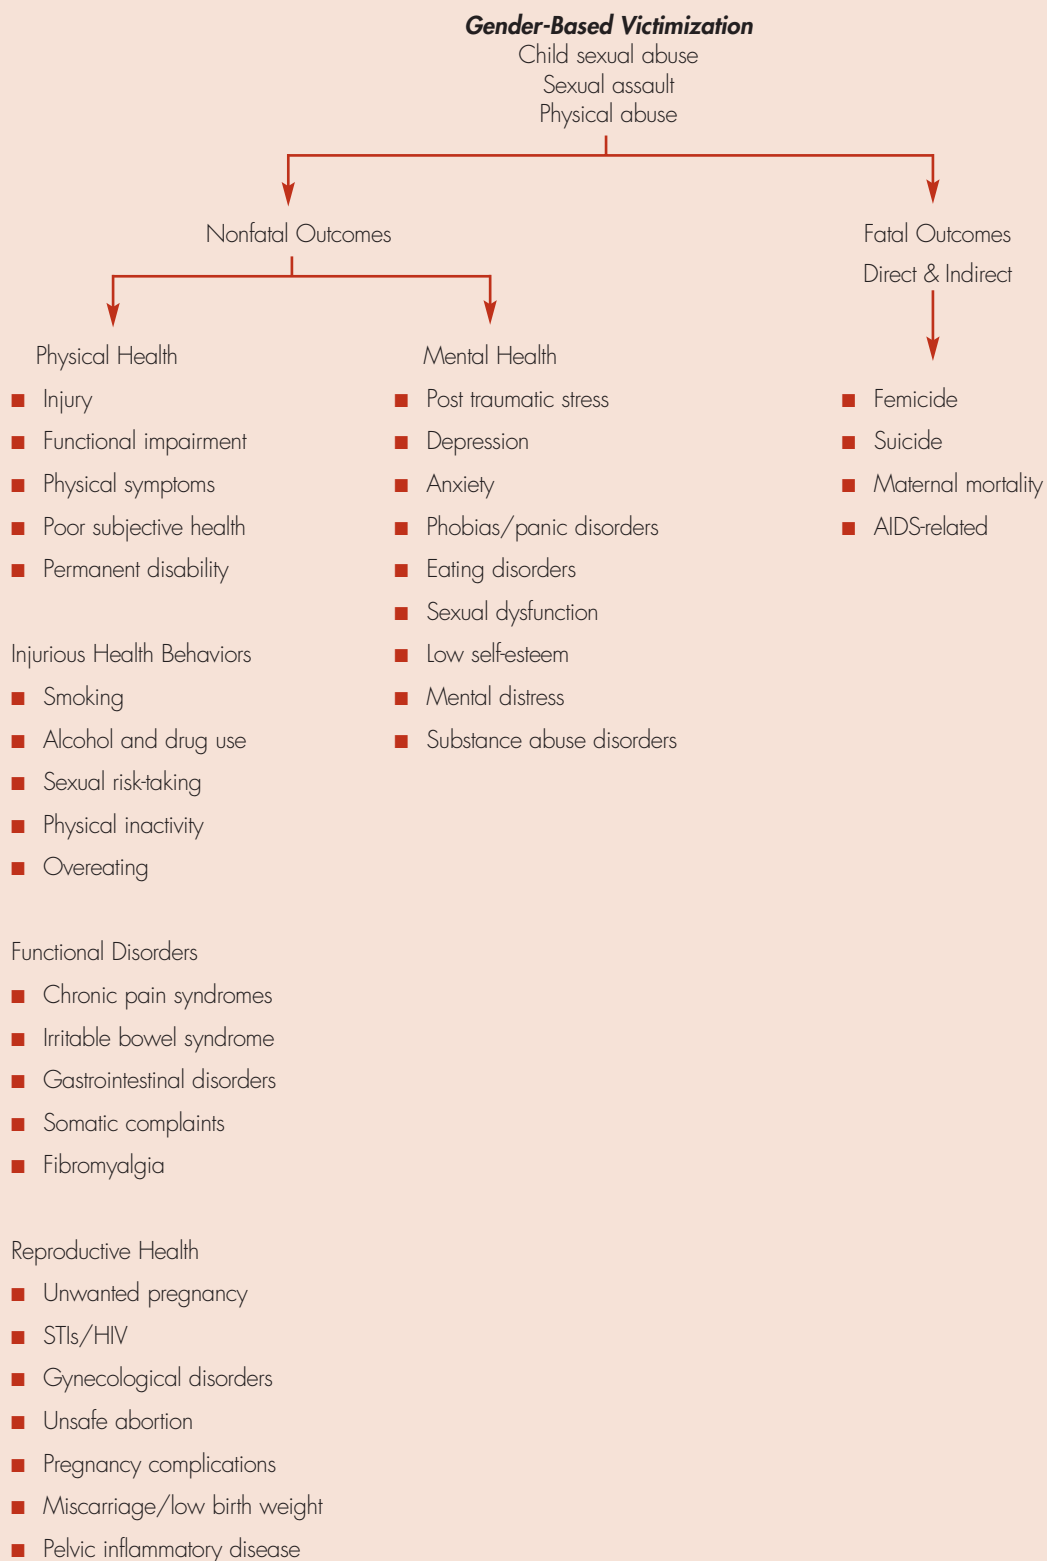 Gender-Based Victimization
Child sexual abuse
Sexual assault
Physical abuse
Nonfatal Outcomes
Fatal Outcomes
Direct & Indirect
Physical Health
■ Injury
■ Functional impairment
■ Physical symptoms
■ Poor subjective health
■ Permanent disability
Injurious Health Behaviors
■ Smoking
■ Alcohol and drug use
■ Sexual risk-taking
■ Physical inactivity
■ Overeating
Functional Disorders
■ Chronic pain syndromes
■ Irritable bowel syndrome
■ Gastrointestinal disorders
■ Somatic complaints
■ Fibromyalgia
Reproductive Health
■ Unwanted pregnancy
■ STIs/HIV
■ Gynecological disorders
■ Unsafe abortion
■ Pregnancy complications
■ Miscarriage/low birth weight
■ Pelvic inflammatory disease
Mental Health
■ Post traumatic stress
■ Depression
■ Anxiety
■ Phobias/panic disorders
■ Eating disorders
■ Sexual dysfunction
■ Low self-esteem
■ Mental distress
■ Substance abuse disorders
■ Femicide
■ Suicide
■ Maternal mortality
■ AIDS-related